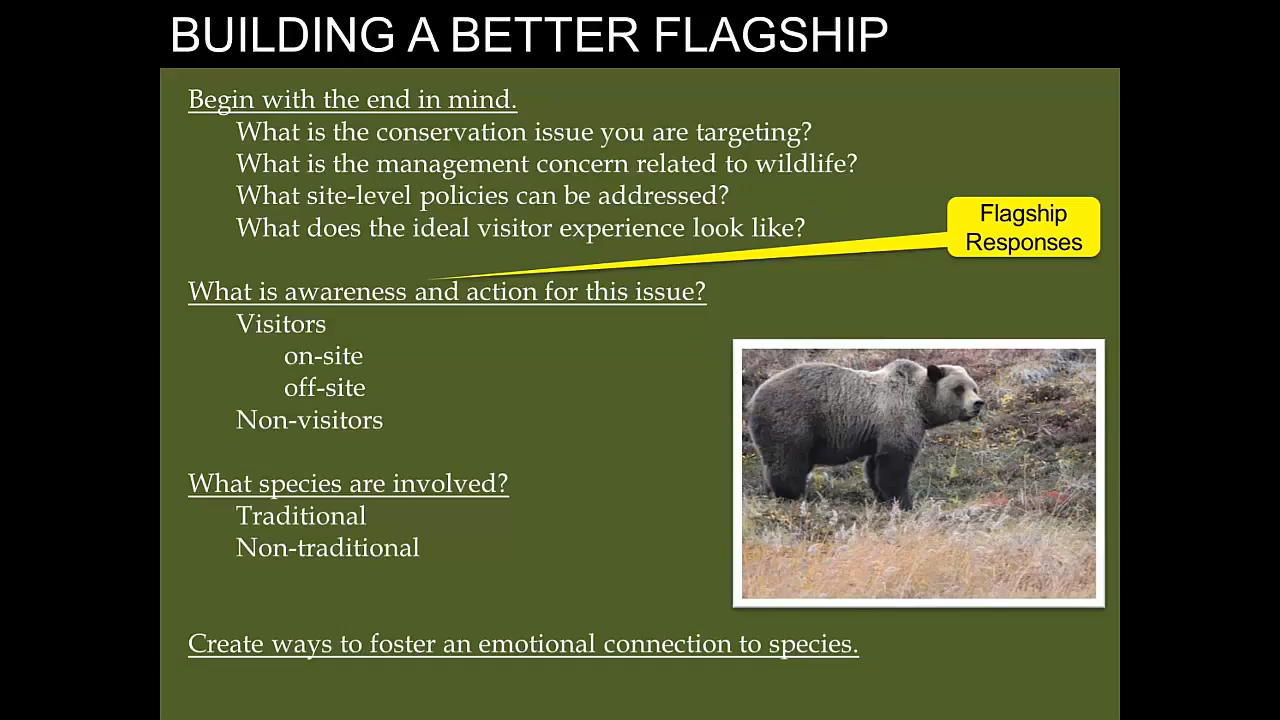 BUILDING A BETTER FLAGSHIP
Begin with the end in mind.
What is the conservation issue you are targeting?
What is the management concern related to wildlife?
What site-level policies can be addressed?
What does the ideal visitor experience look like?
Flagship
Responses
What is awareness and action for this issue?
Visitors
on-site
off-site
Non-visitors
What species are involved?
Traditional
Non-traditional
Create ways to foster an emotional connection to species.